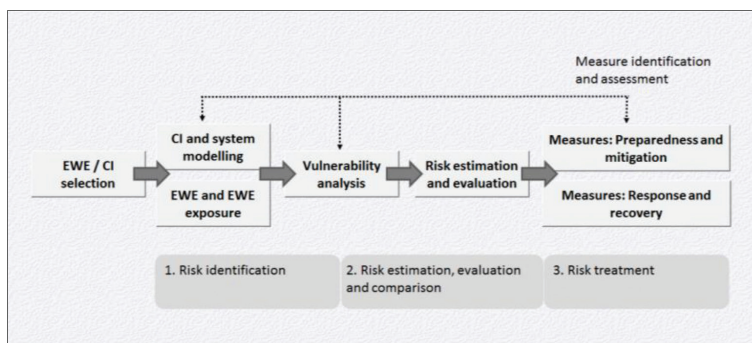 Measure identification
and assessment
CI and system
modelling
EWE / CI
selection
EWE and EWE
exposure
Vulnerability
analysis
Risk estimation
and evaluation
Measures: Preparedness and
mitigation
Measures: Response and
recovery
1. Risk identification
2. Risk estimation, evaluation
and comparison
3. Risk treatment